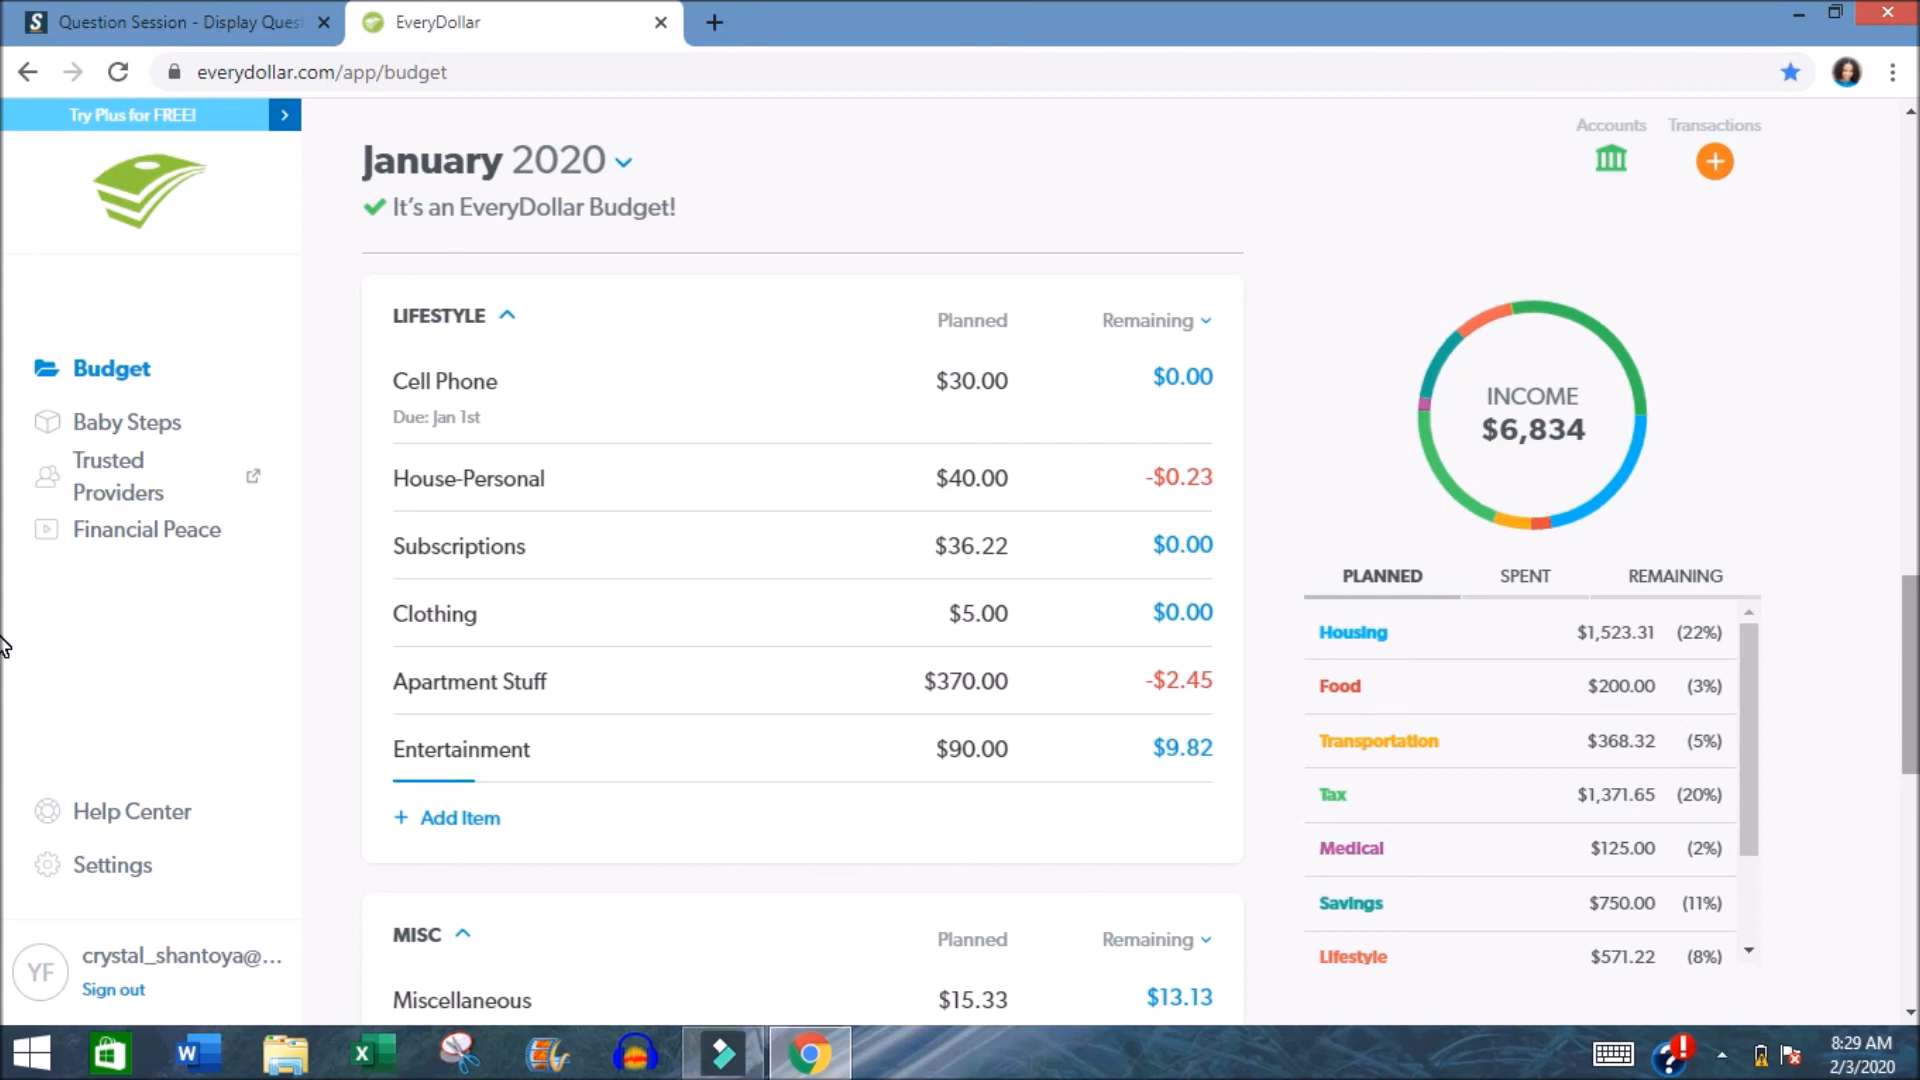 Question Session - Display Ques
EveryDollar
everydollar.com/app/budget
Try Plus for FREE!
January 2020
It's an EveryDollar Budget!
Accounts
Transactions
Budget
Baby Steps
Trusted
Providers
Financial Peace
Help Center
Settings
YF
crystal_shantoya@...
Sign out
LIFESTYLE Planned Remaining
Cell Phone $30.00 $0.00
Due: Jan 1st
House-Personal $40.00 -$0.23
Subscriptions $36.22 $0.00
Clothing $5.00 $0.00
Apartment Stuff $370.00 -$2.45
Entertainment $90.00 $9.82
+ Add Item
MISC Planned Remaining
Miscellaneous $15.33 $13.13
INCOME
$6,834
PLANNED SPENT REMAINING
Housing $1,523.31 (22%)
Food $200.00 (3%)
Transportation $368.32 (5%)
Tax $1,371.65 (20%)
Medical $125.00 (2%)
Savings $750.00 (11%)
Lifestyle $571.22 (8%)
8:29 AM
2/3/2020